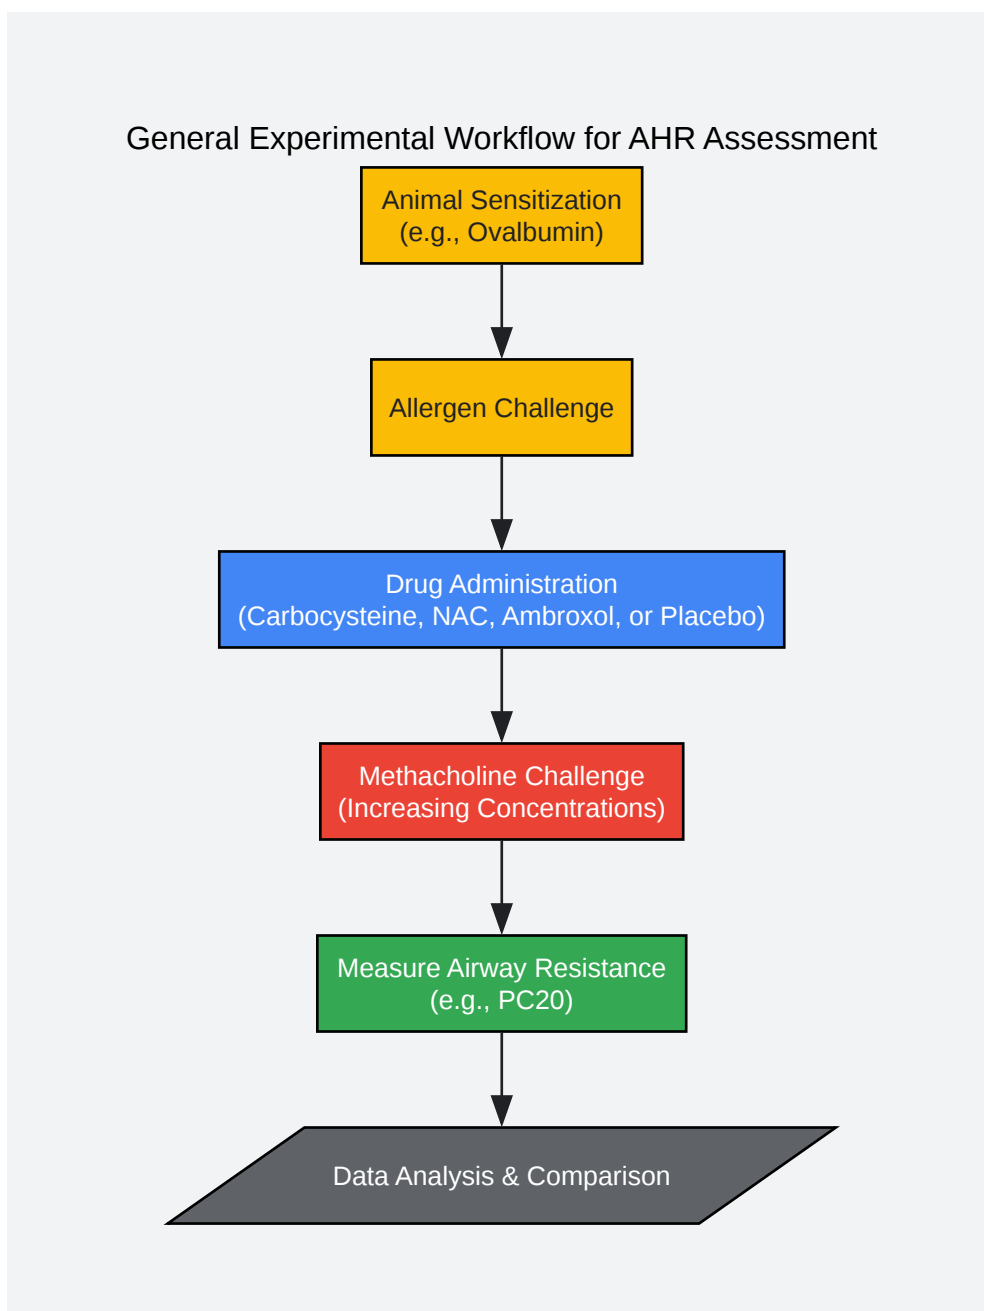 General Experimental Workflow for AHR Assessment
Animal Sensitization
(e.g., Ovalbumin)
Allergen Challenge
Drug Administration
(Carbocysteine, NAC, Ambroxol, or Placebo)
Methacholine Challenge
(Increasing Concentrations)
Measure Airway Resistance
(e.g., PC20)
Data Analysis & Comparison